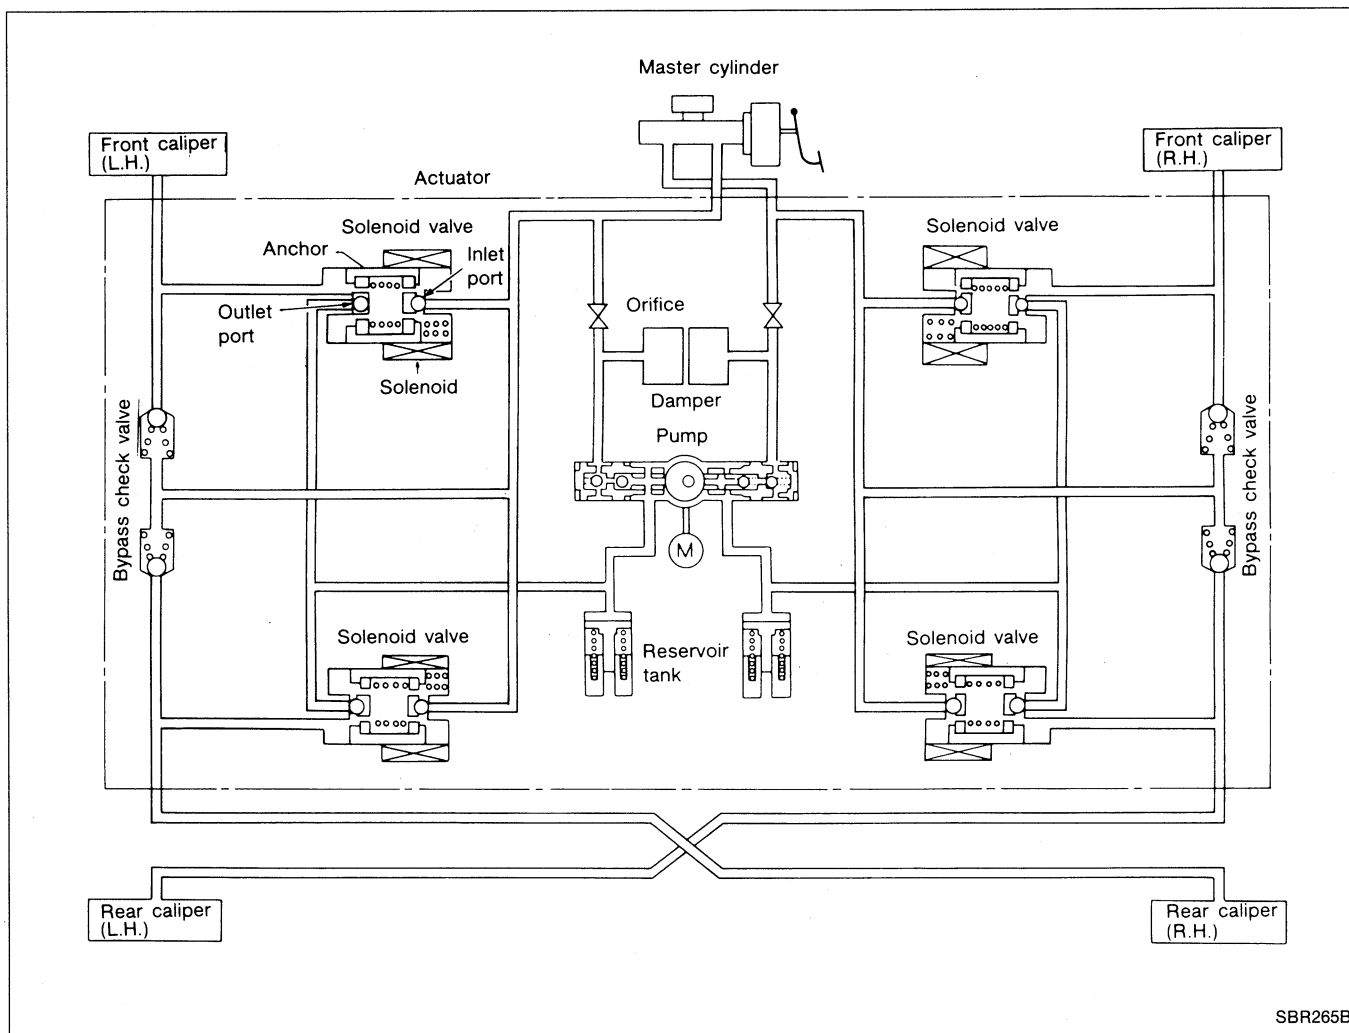 Master cylinder
Front caliper
(L.H.)
Front caliper
(R.H.)
Actuator
Solenoid valve
Solenoid valve
Anchor
Inlet
port
Outlet
port
Orifice
Solenoid
Damper
Pump
Bypass check valve
Bypass check valve
M
Solenoid valve
Solenoid valve
Reservoir
tank
Rear caliper
(L.H.)
Rear caliper
(R.H.)
SBR265B